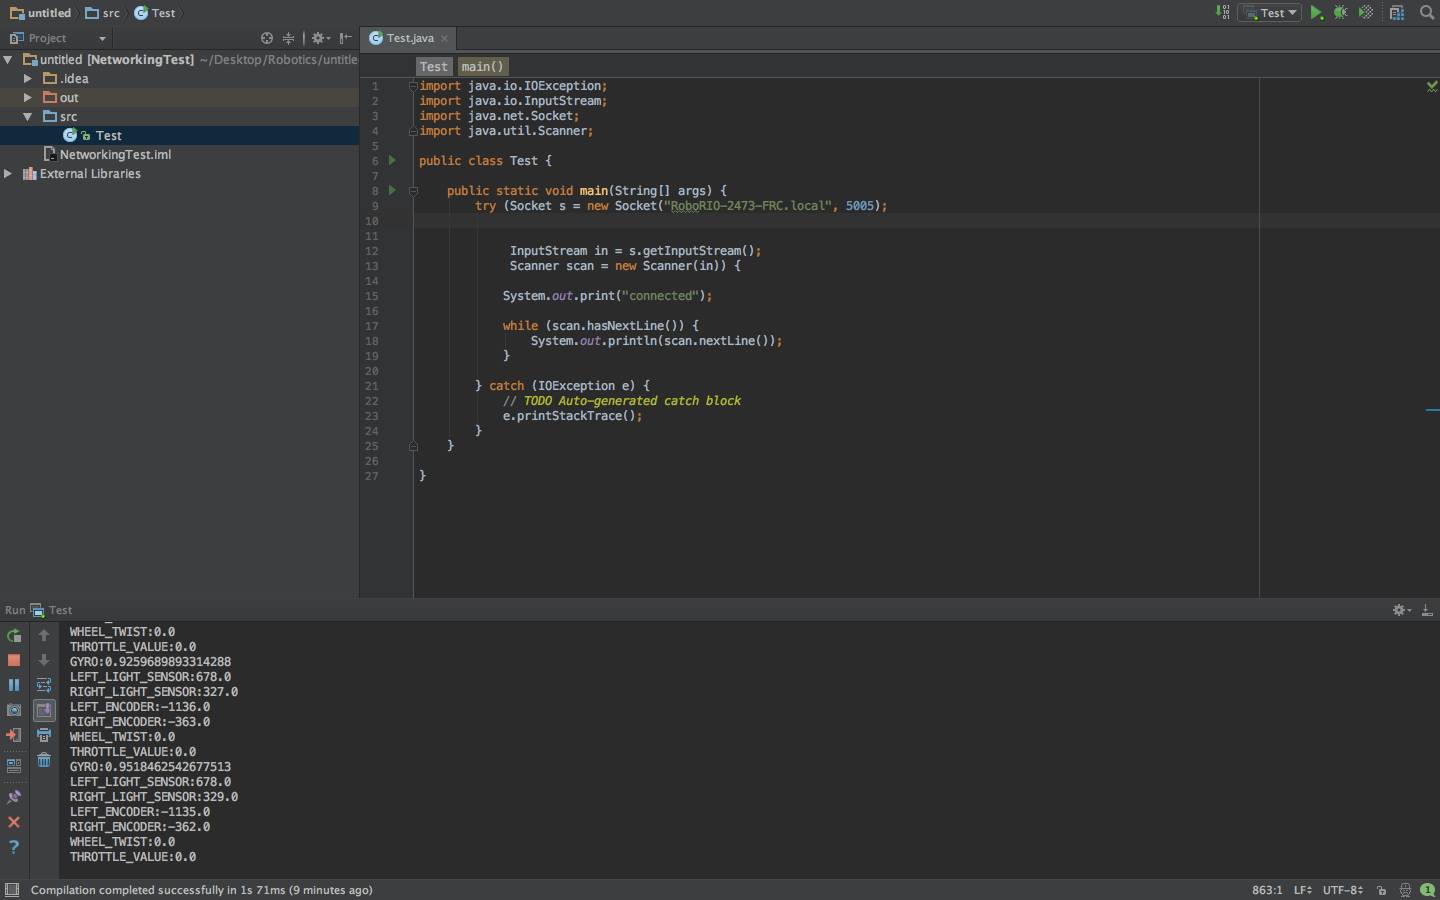 untitled src Test
Test
Project
Test.java
untitled [NetworkingTest] ~/Desktop/Robotics/untitle
.idea
out
src
Test
NetworkingTest.iml
External Libraries
Test main()
1 import java.io.IOException;
2 import java.io.InputStream;
3 import java.net.Socket;
4 import java.util.Scanner;
5
6 public class Test {
7
8 public static void main(String[] args) {
9 try (Socket s = new Socket("RoboRIO-2473-FRC.local", 5005);
10
11
12 InputStream in = s.getInputStream();
13 Scanner scan = new Scanner(in)) {
14
15 System.out.print("connected");
16
17 while (scan.hasNextLine()) {
18 System.out.println(scan.nextLine());
19 }
20
21 } catch (IOException e) {
22 // TODO Auto-generated catch block
23 e.printStackTrace();
24 }
25 }
26
27 }
Run Test
WHEEL_TWIST:0.0
THROTTLE_VALUE:0.0
GYRO:0.9259689893314288
LEFT_LIGHT_SENSOR:678.0
RIGHT_LIGHT_SENSOR:327.0
LEFT_ENCODER:-1136.0
RIGHT_ENCODER:-363.0
WHEEL_TWIST:0.0
THROTTLE_VALUE:0.0
GYRO:0.9518462542677513
LEFT_LIGHT_SENSOR:678.0
RIGHT_LIGHT_SENSOR:329.0
LEFT_ENCODER:-1135.0
RIGHT_ENCODER:-362.0
WHEEL_TWIST:0.0
THROTTLE_VALUE:0.0
Compilation completed successfully in 1s 71ms (9 minutes ago) 863:1 LF UTF-8 1